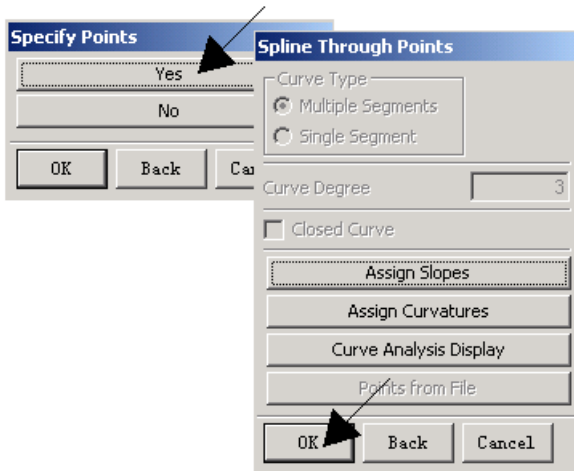 Specify Points
Yes
No
OK
Back
Spline Through Points
Curve Type
Multiple Segments
Single Segment
Curve Degree
3
Closed Curve
Assign Slopes
Assign Curvatures
Curve Analysis Display
Points from File
OK
Back
Cancel